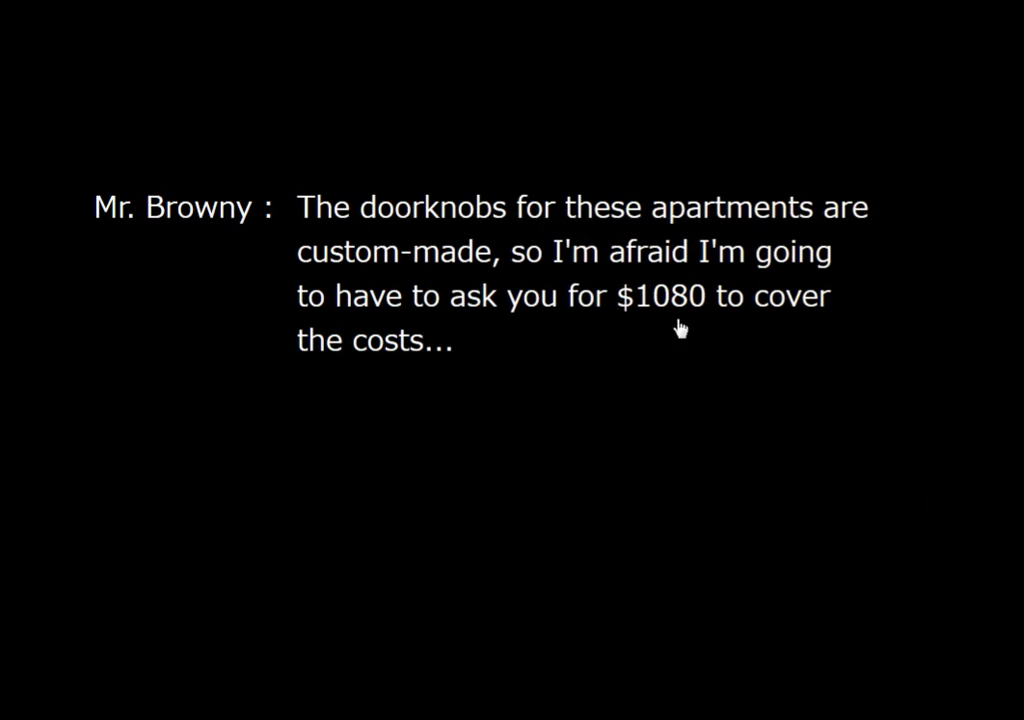 Mr. Browny : The doorknobs for these apartments are
custom-made, so I'm afraid I'm going
to have to ask you for $1080 to cover
the costs...